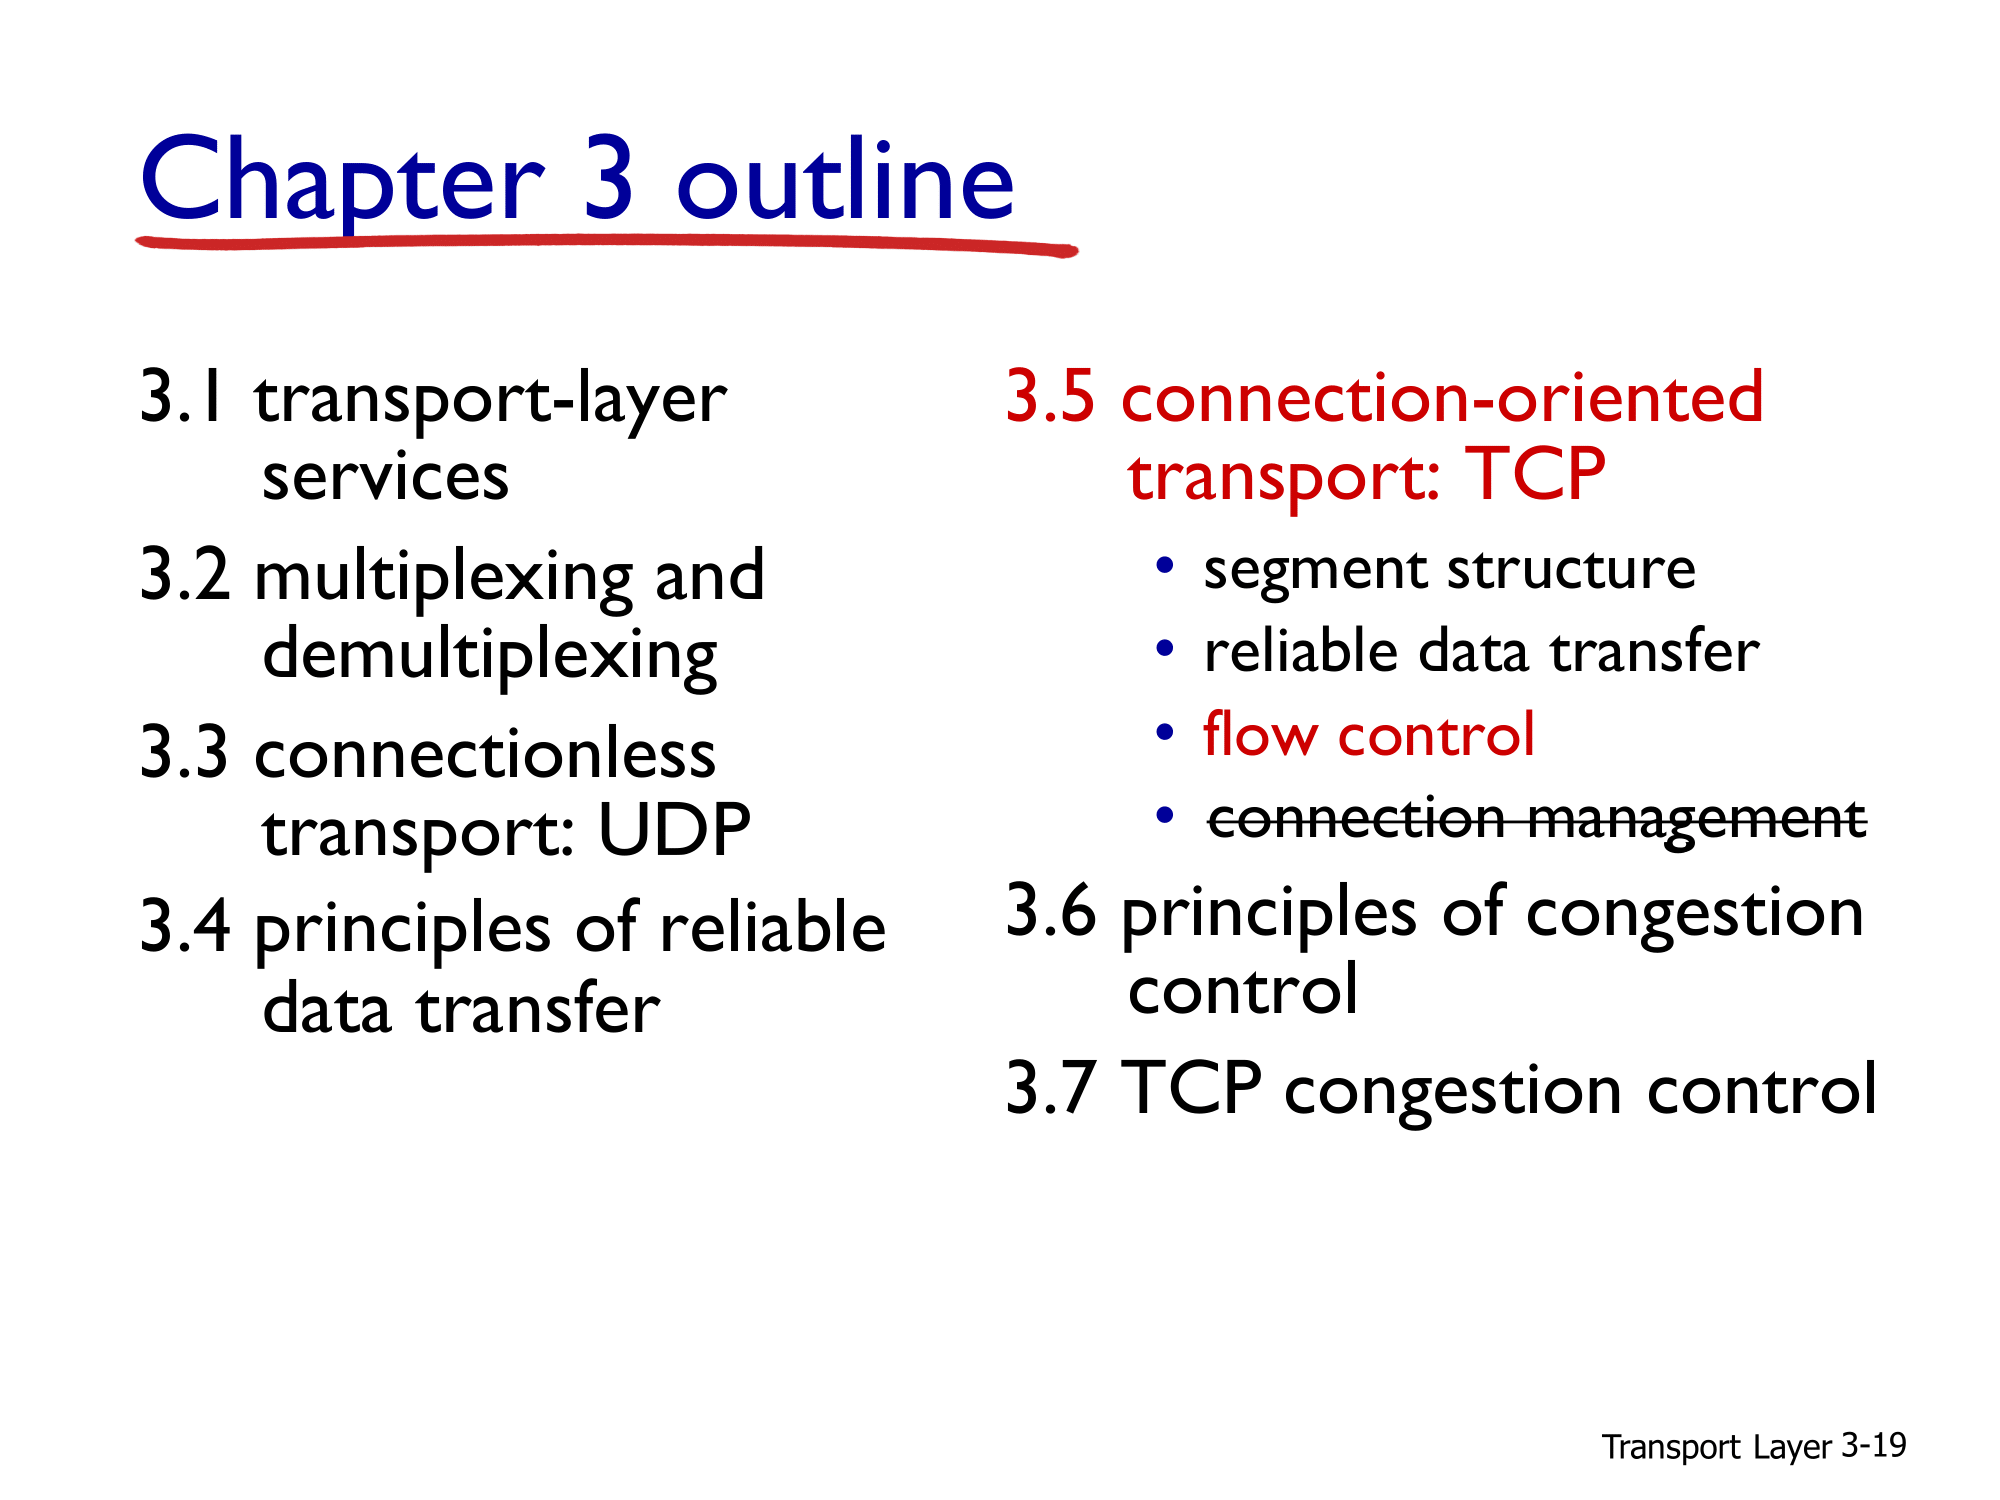 Chapter 3 outline
3.1 transport-layer
services
3.2 multiplexing and
demultiplexing
3.3 connectionless
transport: UDP
3.4 principles of reliable
data transfer
3.5 connection-oriented
transport: TCP
• segment structure
• reliable data transfer
• flow control
• connection management
3.6 principles of congestion
control
3.7 TCP congestion control
Transport Layer 3-19